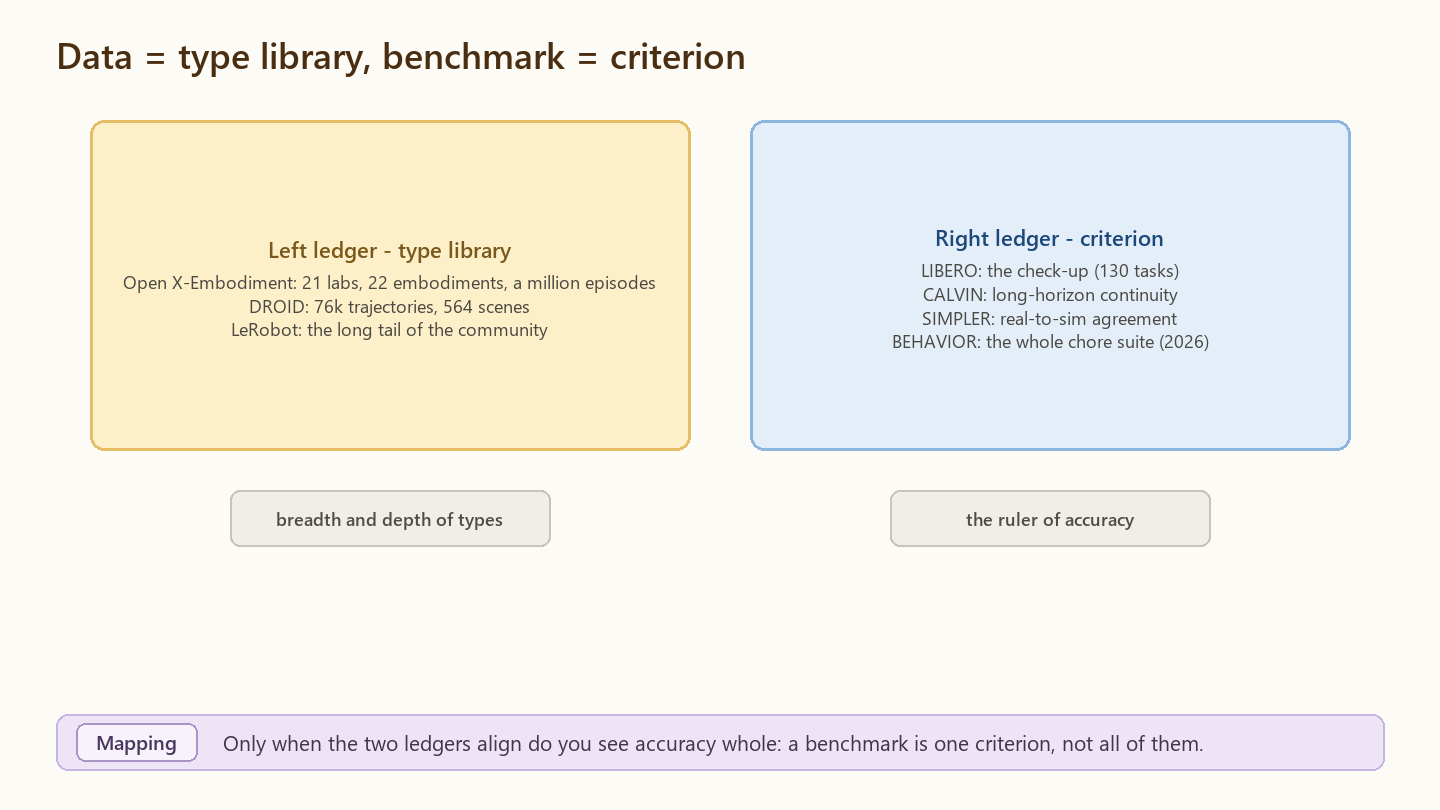 Data = type library, benchmark = criterion
Left ledger - type library
Open X-Embodiment: 21 labs, 22 embodiments, a million episodes
DROID: 76k trajectories, 564 scenes
LeRobot: the long tail of the community
Right ledger - criterion
LIBERO: the check-up (130 tasks)
CALVIN: long-horizon continuity
SIMPLER: real-to-sim agreement
BEHAVIOR: the whole chore suite (2026)
breadth and depth of types
the ruler of accuracy
Mapping
Only when the two ledgers align do you see accuracy whole: a benchmark is one criterion, not all of them.